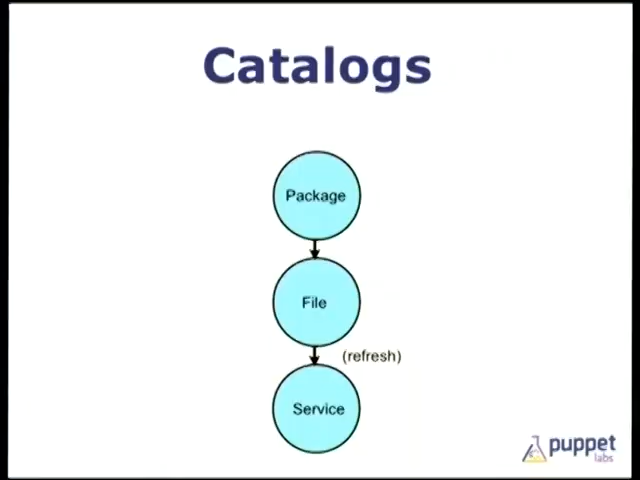 Catalogs
Package
File
(refresh)
Service
puppet
labs